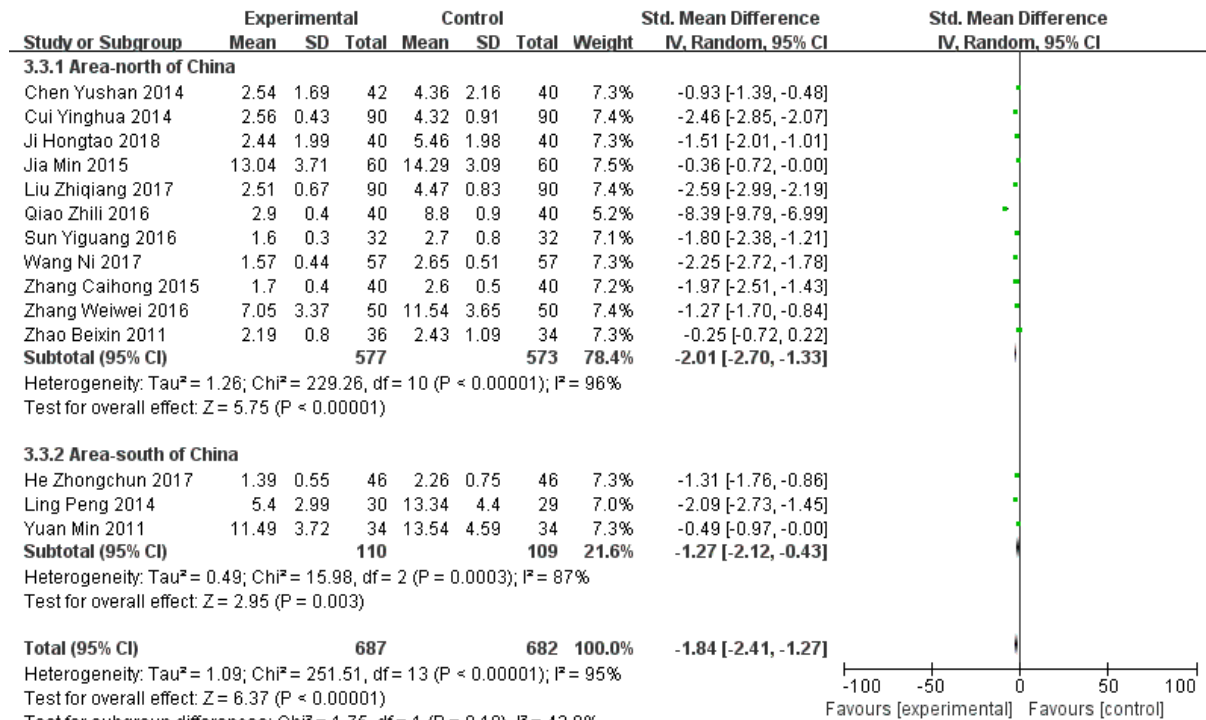 Experimental Control Std. Mean Difference Std. Mean Difference
Study or Subgroup Mean SD Total Mean SD Total Weight IV, Random, 95% CI IV, Random, 95% CI
3.3.1 Area-north of China
Chen Yushan 2014 2.54 1.69 42 4.36 2.16 40 7.3% -0.93 [-1.39, -0.48]
Cui Yinghua 2014 2.56 0.43 90 4.32 0.91 90 7.4% -2.46 [-2.85, -2.07]
Ji Hongtao 2018 2.44 1.99 40 5.46 1.98 40 7.3% -1.51 [-2.01, -1.01]
Jia Min 2015 13.04 3.71 60 14.29 3.09 60 7.5% -0.36 [-0.72, -0.00]
Liu Zhiqiang 2017 2.51 0.67 90 4.47 0.83 90 7.4% -2.59 [-2.99, -2.19]
Qiao Zhili 2016 2.9 0.4 40 8.8 0.9 40 5.2% -8.39 [-9.79, -6.99]
Sun Yiguang 2016 1.6 0.3 32 2.7 0.8 32 7.1% -1.80 [-2.38, -1.21]
Wang Ni 2017 1.57 0.44 57 2.65 0.51 57 7.3% -2.25 [-2.72, -1.78]
Zhang Caihong 2015 1.7 0.4 40 2.6 0.5 40 7.2% -1.97 [-2.51, -1.43]
Zhang Weiwei 2016 7.05 3.37 50 11.54 3.65 50 7.4% -1.27 [-1.70, -0.84]
Zhao Beixin 2011 2.19 0.8 36 2.43 1.09 34 7.3% -0.25 [-0.72, 0.22]
Subtotal (95% CI) 577 573 78.4% -2.01 [-2.70, -1.33]
Heterogeneity: Tau² = 1.26; Chi² = 229.26, df = 10 (P < 0.00001); I² = 96%
Test for overall effect: Z = 5.75 (P < 0.00001)
3.3.2 Area-south of China
He Zhongchun 2017 1.39 0.55 46 2.26 0.75 46 7.3% -1.31 [-1.76, -0.86]
Ling Peng 2014 5.4 2.99 30 13.34 4.4 29 7.0% -2.09 [-2.73, -1.45]
Yuan Min 2011 11.49 3.72 34 13.54 4.59 34 7.3% -0.49 [-0.97, -0.00]
Subtotal (95% CI) 110 109 21.6% -1.27 [-2.12, -0.43]
Heterogeneity: Tau² = 0.49; Chi² = 15.98, df = 2 (P = 0.0003); I² = 87%
Test for overall effect: Z = 2.95 (P = 0.003)
Total (95% CI) 687 682 100.0% -1.84 [-2.41, -1.27]
Heterogeneity: Tau² = 1.09; Chi² = 251.51, df = 13 (P < 0.00001); I² = 95%
-100 -50 0 50 100
Test for overall effect: Z = 6.37 (P < 0.00001)
Favours [experimental] Favours [control]
Test for subgroup differences: Chi² = 1.75, df = 1 (P =